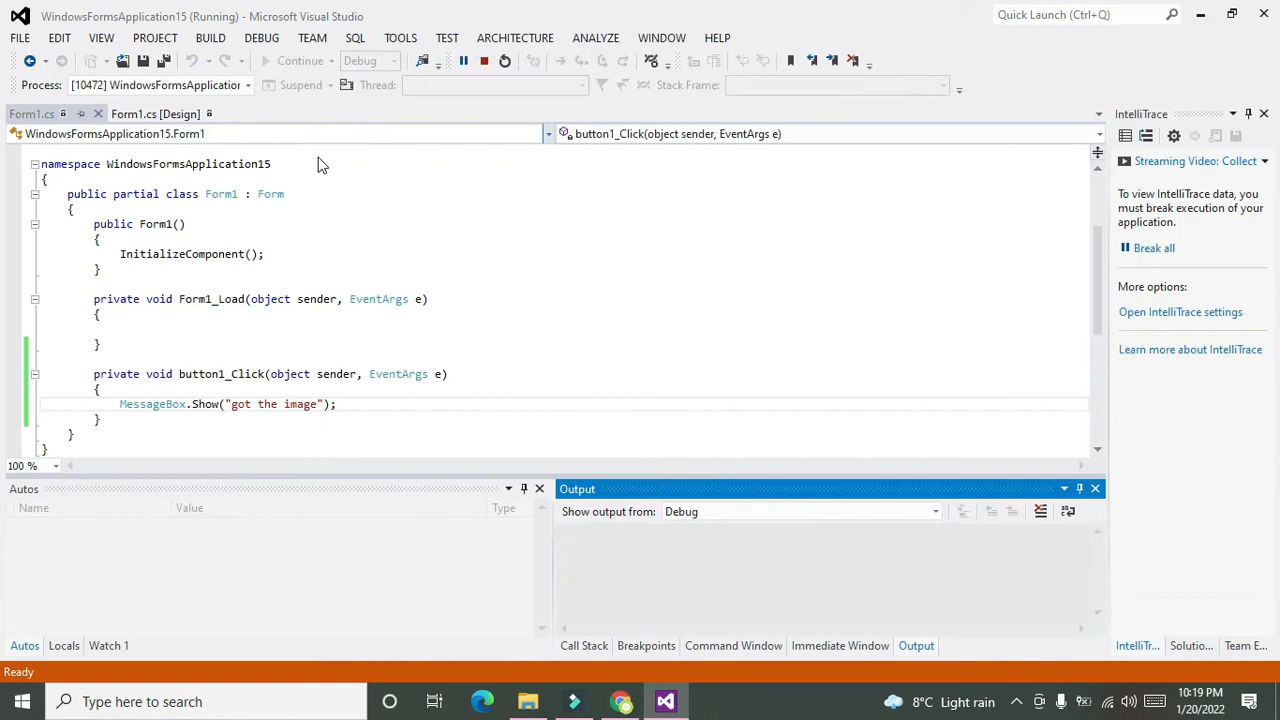 WindowsFormsApplication15 (Running) - Microsoft Visual Studio
Quick Launch (Ctrl+Q)
FILE EDIT VIEW PROJECT BUILD DEBUG TEAM SQL TOOLS TEST ARCHITECTURE ANALYZE WINDOW HELP
Continue Debug
Process: [10472] WindowsFormsApplication Suspend Thread: Stack Frame:
Form1.cs Form1.cs [Design]
WindowsFormsApplication15.Form1 button1_Click(object sender, EventArgs e)
namespace WindowsFormsApplication15
{
public partial class Form1 : Form
{
public Form1()
{
InitializeComponent();
}
private void Form1_Load(object sender, EventArgs e)
{
}
private void button1_Click(object sender, EventArgs e)
{
MessageBox.Show("got the image");
}
}
}
100 %
IntelliTrace
Streaming Video: Collect
To view IntelliTrace data, you
must break execution of your
application.
Break all
More options:
Open IntelliTrace settings
Learn more about IntelliTrace
Autos
Name Value Type
Output
Show output from: Debug
Autos Locals Watch 1
Call Stack Breakpoints Command Window Immediate Window Output
IntelliTr... Solutio... Team E...
Ready
Type here to search
8°C Light rain
10:19 PM
1/20/2022